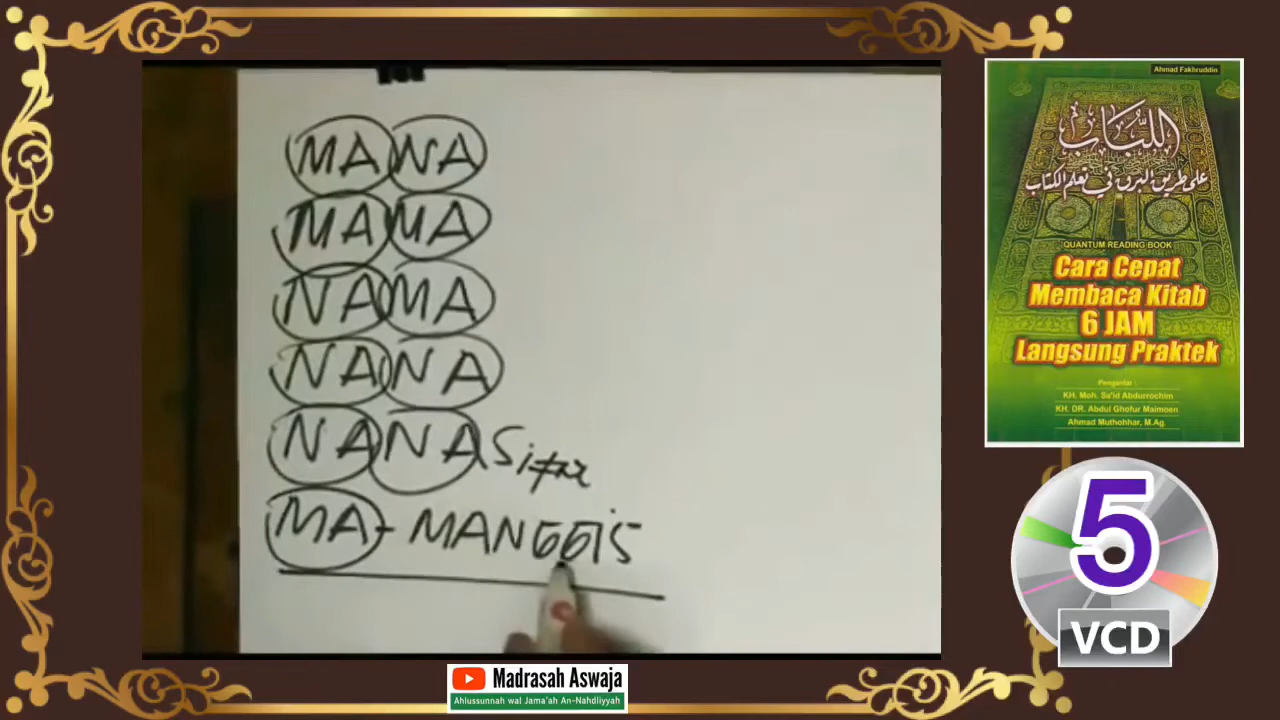 MANA
MAMA
NAMA
NANA
NANA Sifat
MA - MANGGIS
Ahmad Fakhruddin
اللباب
على طريق البرق في تعلم الكتاب
QUANTUM READING BOOK
Cara Cepat
Membaca Kitab
6 JAM
Langsung Praktek
Pengantar :
KH. Moh. Sa'id Abdurrochim
KH. DR. Abdul Ghofur Maimoen
Ahmad Muthohhar, M.Ag.
5
VCD
Madrasah Aswaja
Ahlussunnah wal Jama'ah An-Nahdliyyah